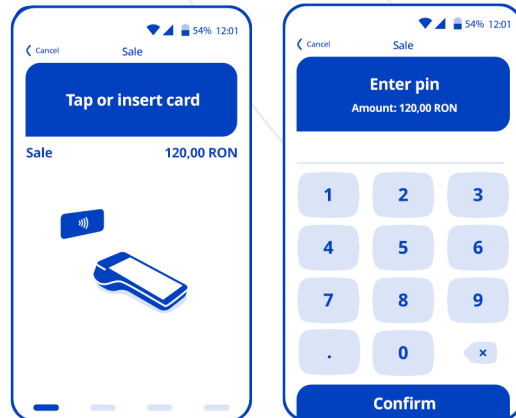 54% 12:01
Cancel Sale
Tap or insert card
Sale 120,00 RON
54% 12:01
Cancel Sale
Enter pin
Amount: 120,00 RON
1 2 3
4 5 6
7 8 9
. 0 ×
Confirm